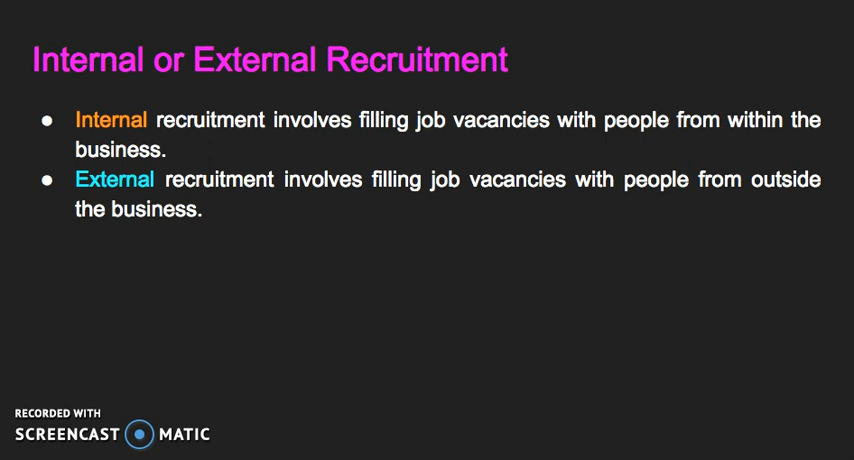 Internal or External Recruitment
● Internal recruitment involves filling job vacancies with people from within the
business.
● External recruitment involves filling job vacancies with people from outside
the business.
RECORDED WITH
SCREENCAST MATIC